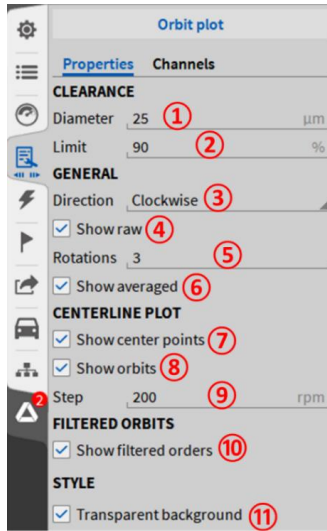 Orbit plot
Properties Channels
CLEARANCE
Diameter 25 ① µm
Limit 90 ② %
GENERAL
Direction Clockwise ③
Show raw ④
Rotations 3 ⑤
Show averaged ⑥
CENTERLINE PLOT
Show center points ⑦
Show orbits ⑧
Step 200 ⑨ rpm
FILTERED ORBITS
Show filtered orders ⑩
2
STYLE
Transparent background ⑪